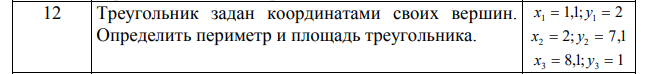 12 Треугольник задан координатами своих вершин. x₁ = 1,1; y₁ = 2
Определить периметр и площадь треугольника. x₂ = 2; y₂ = 7,1
x₃ = 8,1; y₃ = 1